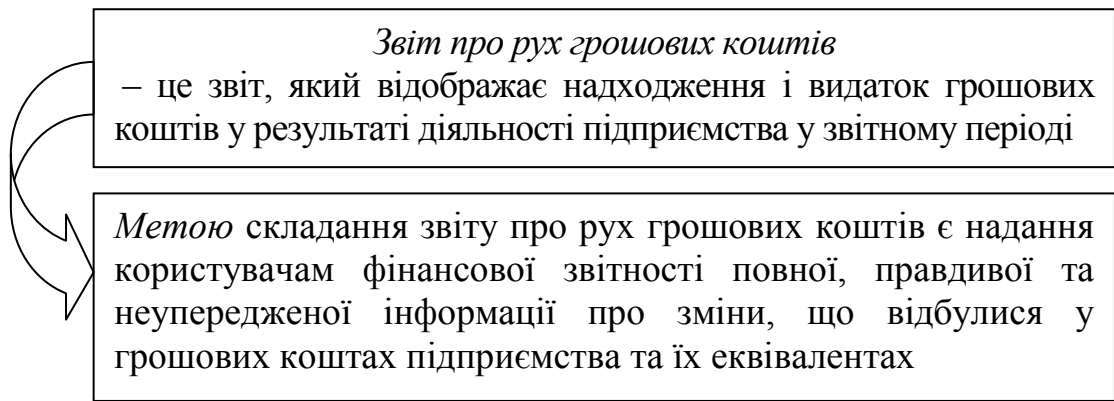 Звіт про рух грошових коштів
– це звіт, який відображає надходження і видаток грошових
коштів у результаті діяльності підприємства у звітному періоді
Метою складання звіту про рух грошових коштів є надання
користувачам фінансової звітності повної, правдивої та
неупередженої інформації про зміни, що відбулися у
грошових коштах підприємства та їх еквівалентах